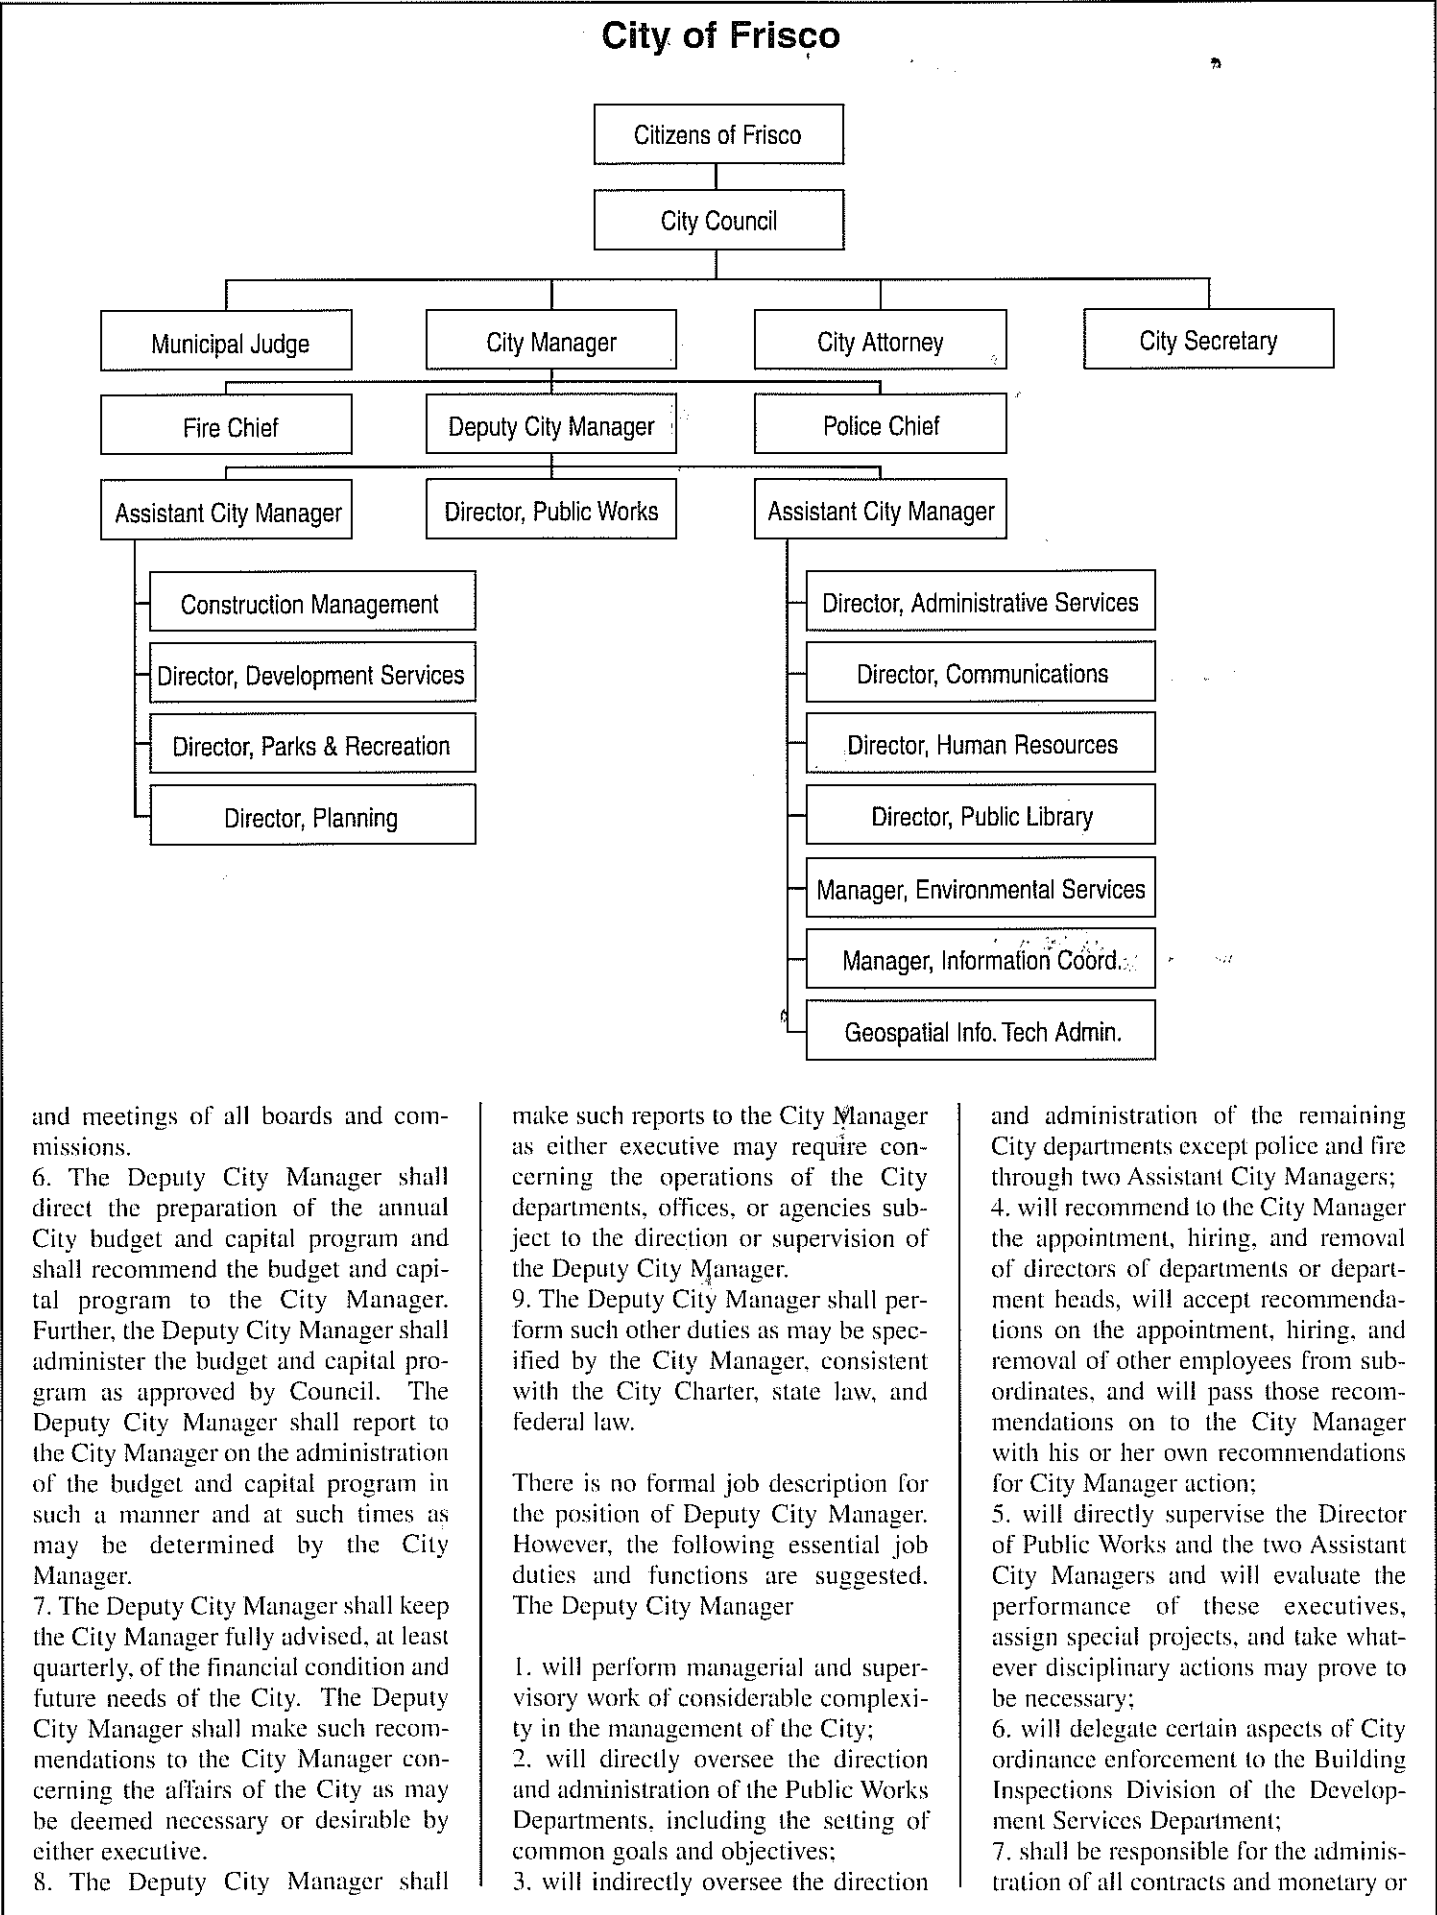 City of Frisco
Citizens of Frisco
City Council
Municipal Judge
City Manager
City Attorney
City Secretary
Fire Chief
Deputy City Manager
Police Chief
Assistant City Manager
Director, Public Works
Assistant City Manager
Construction Management
Director, Development Services
Director, Parks & Recreation
Director, Planning
Director, Administrative Services
Director, Communications
Director, Human Resources
Director, Public Library
Manager, Environmental Services
Manager, Information Coord.
Geospatial Info. Tech Admin.
and meetings of all boards and com-
missions.
6. The Deputy City Manager shall
direct the preparation of the annual
City budget and capital program and
shall recommend the budget and capi-
tal program to the City Manager.
Further, the Deputy City Manager shall
administer the budget and capital pro-
gram as approved by Council. The
Deputy City Manager shall report to
the City Manager on the administration
of the budget and capital program in
such a manner and at such times as
may be determined by the City
Manager.
7. The Deputy City Manager shall keep
the City Manager fully advised, at least
quarterly, of the financial condition and
future needs of the City. The Deputy
City Manager shall make such recom-
mendations to the City Manager con-
cerning the affairs of the City as may
be deemed necessary or desirable by
either executive.
8. The Deputy City Manager shall
make such reports to the City Manager
as either executive may require con-
cerning the operations of the City
departments, offices, or agencies sub-
ject to the direction or supervision of
the Deputy City Manager.
9. The Deputy City Manager shall per-
form such other duties as may be spec-
ified by the City Manager, consistent
with the City Charter, state law, and
federal law.
There is no formal job description for
the position of Deputy City Manager.
However, the following essential job
duties and functions are suggested.
The Deputy City Manager
1. will perform managerial and super-
visory work of considerable complexi-
ty in the management of the City;
2. will directly oversee the direction
and administration of the Public Works
Departments, including the setting of
common goals and objectives;
3. will indirectly oversee the direction
and administration of the remaining
City departments except police and fire
through two Assistant City Managers;
4. will recommend to the City Manager
the appointment, hiring, and removal
of directors of departments or depart-
ment heads, will accept recommenda-
tions on the appointment, hiring, and
removal of other employees from sub-
ordinates, and will pass those recom-
mendations on to the City Manager
with his or her own recommendations
for City Manager action;
5. will directly supervise the Director
of Public Works and the two Assistant
City Managers and will evaluate the
performance of these executives,
assign special projects, and take what-
ever disciplinary actions may prove to
be necessary;
6. will delegate certain aspects of City
ordinance enforcement to the Building
Inspections Division of the Develop-
ment Services Department;
7. shall be responsible for the adminis-
tration of all contracts and monetary or